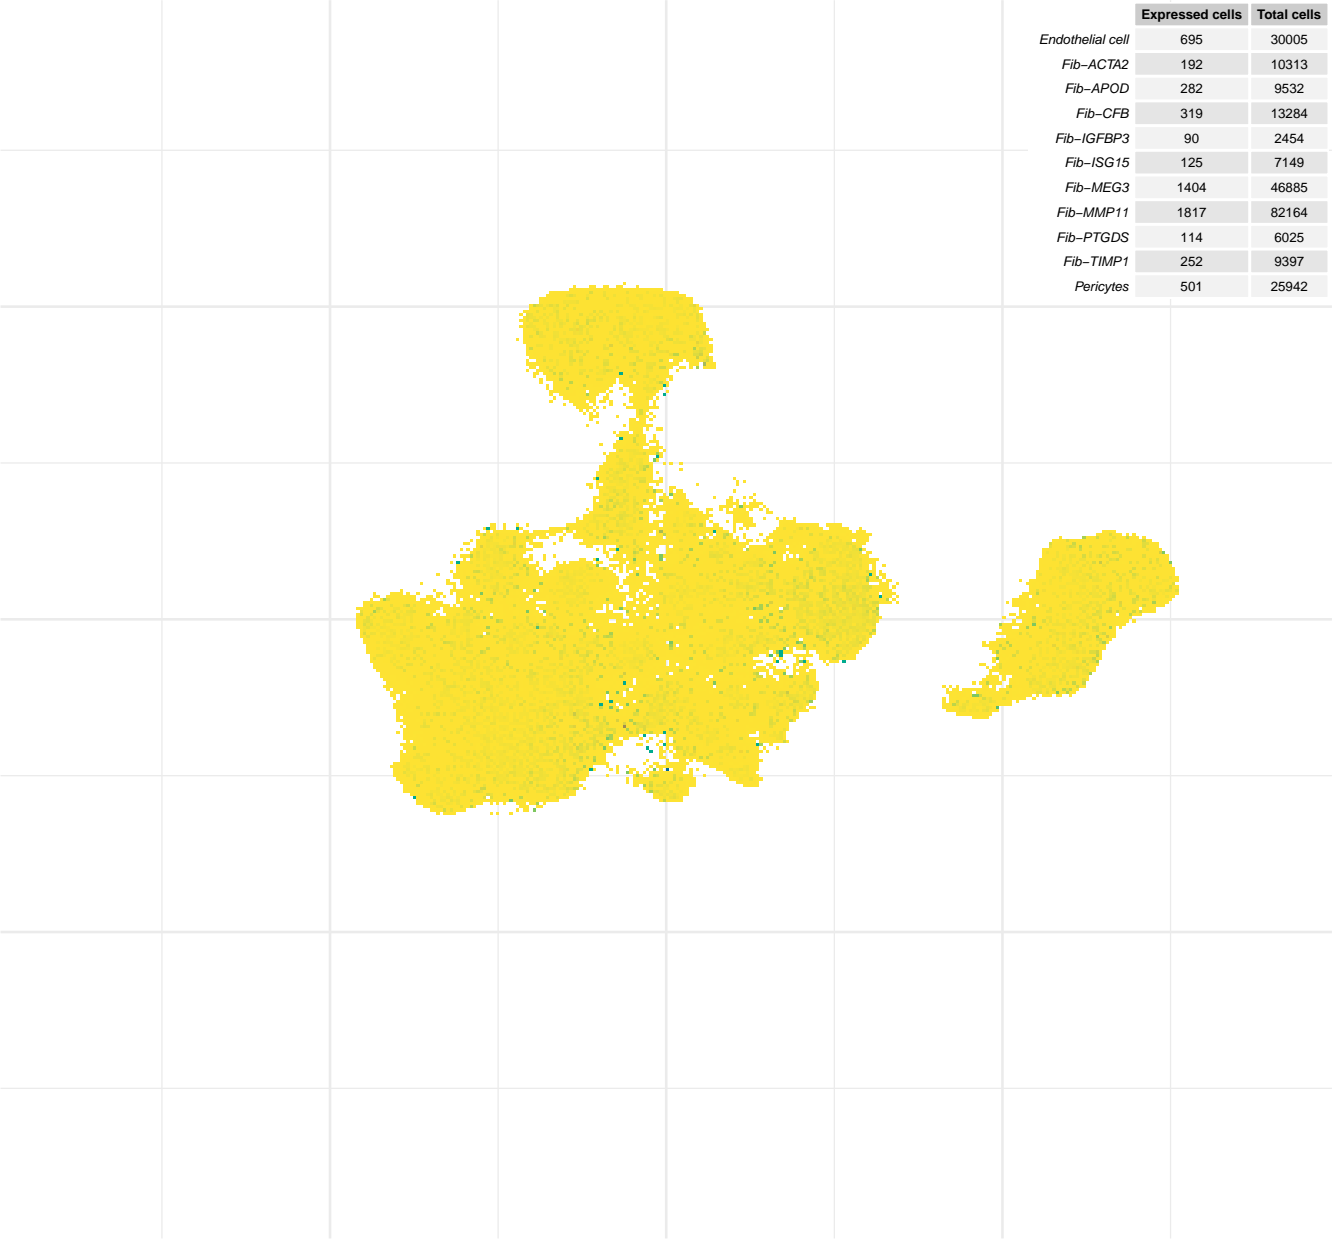 Expressed cells Total cells
Endothelial cell 695 30005
Fib−ACTA2 192 10313
Fib−APOD 282 9532
Fib−CFB 319 13284
Fib−IGFBP3 90 2454
Fib−ISG15 125 7149
Fib−MEG3 1404 46885
Fib−MMP11 1817 82164
Fib−PTGDS 114 6025
Fib−TIMP1 252 9397
Pericytes 501 25942